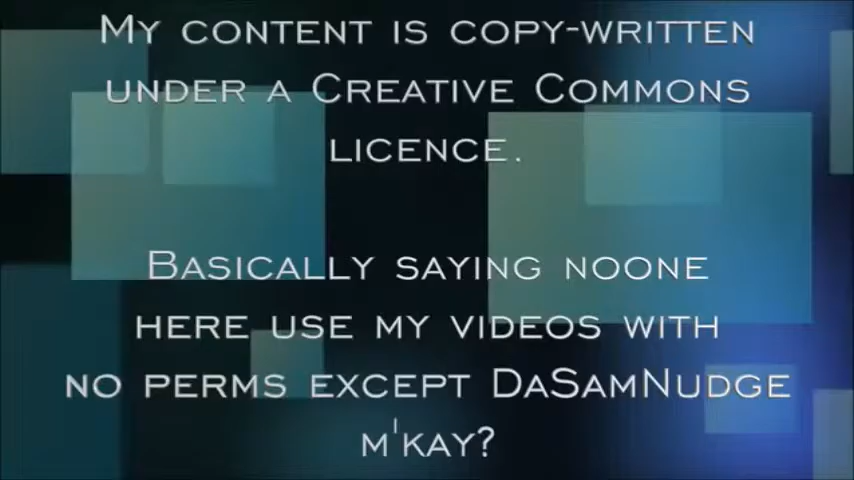 My content is copy-written
under a Creative Commons
licence.
Basically saying noone
here use my videos with
no perms except DaSamNudge
m'kay?